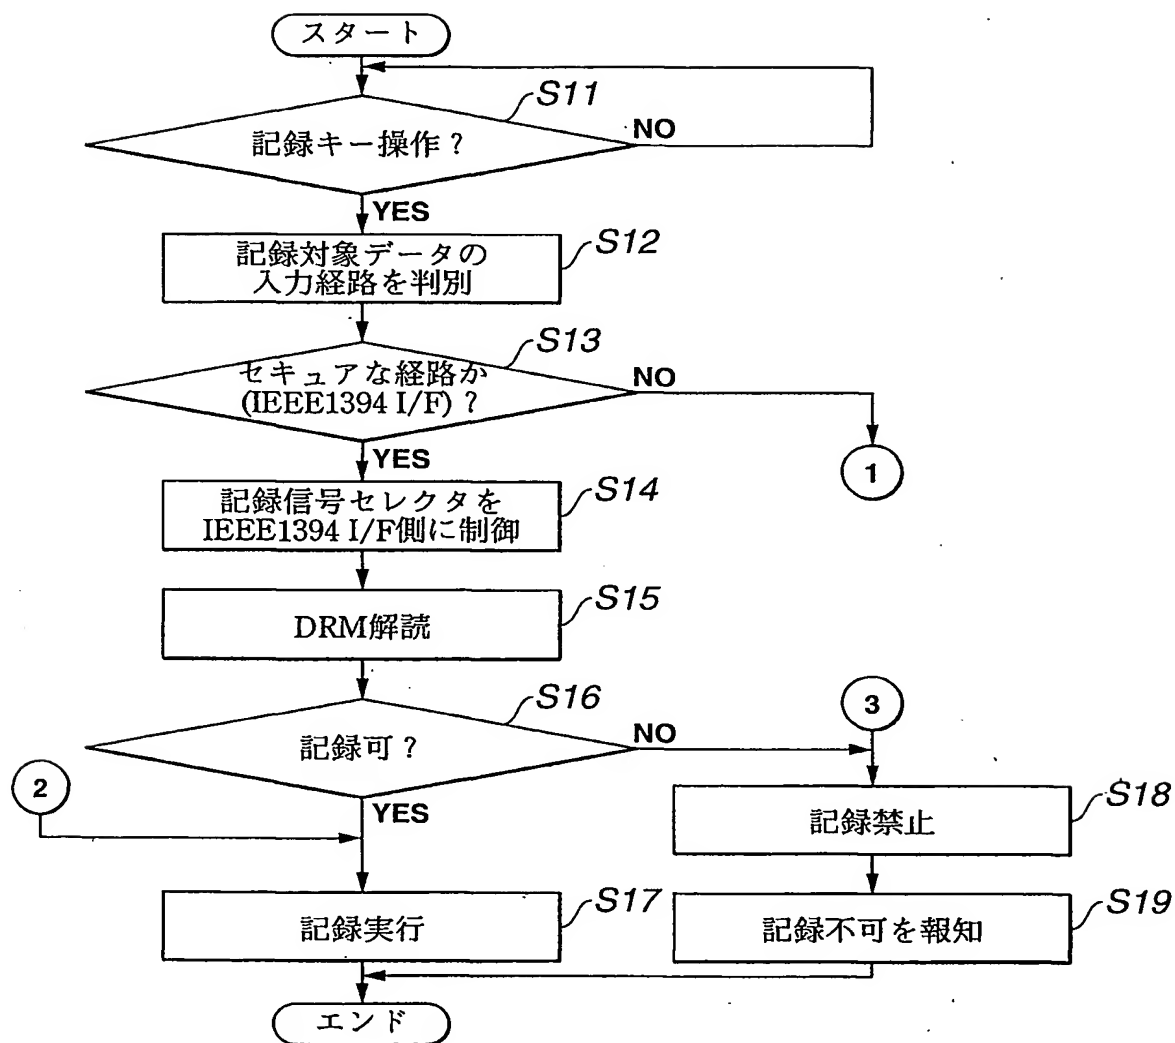 スタート
S11
記録キー操作?
NO
YES
S12
記録対象データの
入力経路を判別
S13
セキュアな経路か
(IEEE1394 I/F)?
NO
YES
1
S14
記録信号セレクタを
IEEE1394 I/F側に制御
S15
DRM解読
S16
記録可?
NO
3
2
YES
S18
記録禁止
S17
記録実行
S19
記録不可を報知
エンド